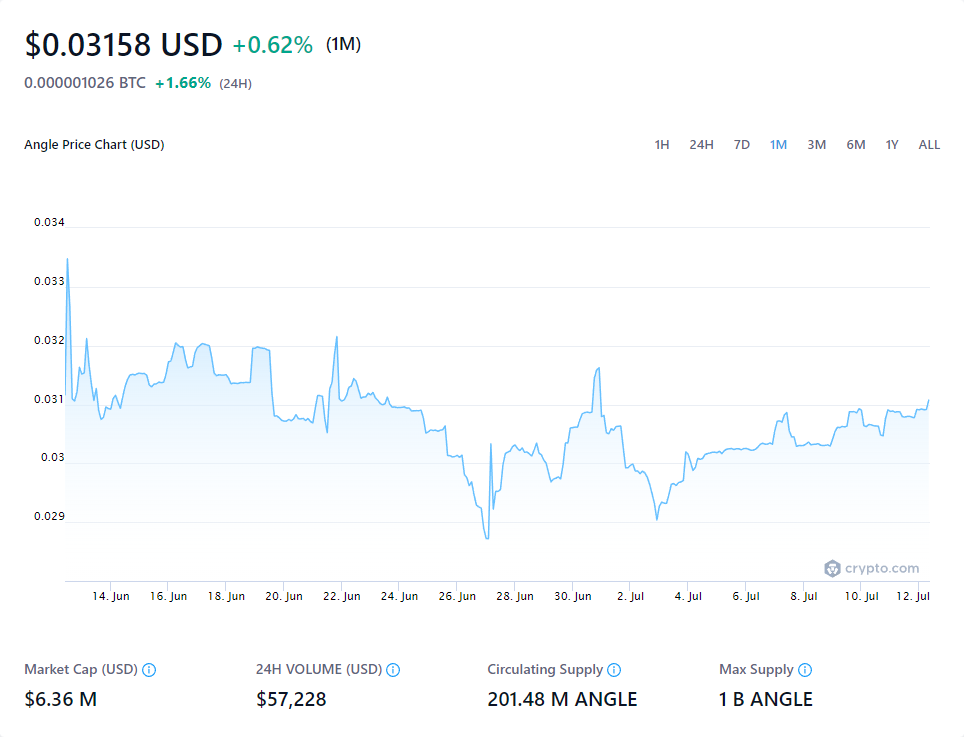 $0.03158 USD +0.62% (1M)
0.000001026 BTC +1.66% (24H)
Angle Price Chart (USD) 1H 24H 7D 1M 3M 6M 1Y ALL
0.034
0.033
0.032
0.031
0.03
0.029
crypto.com
14. Jun 16. Jun 18. Jun 20. Jun 22. Jun 24. Jun 26. Jun 28. Jun 30. Jun 2. Jul 4. Jul 6. Jul 8. Jul 10. Jul 12. Jul
Market Cap (USD) 24H VOLUME (USD) Circulating Supply Max Supply
$6.36 M $57,228 201.48 M ANGLE 1 B ANGLE